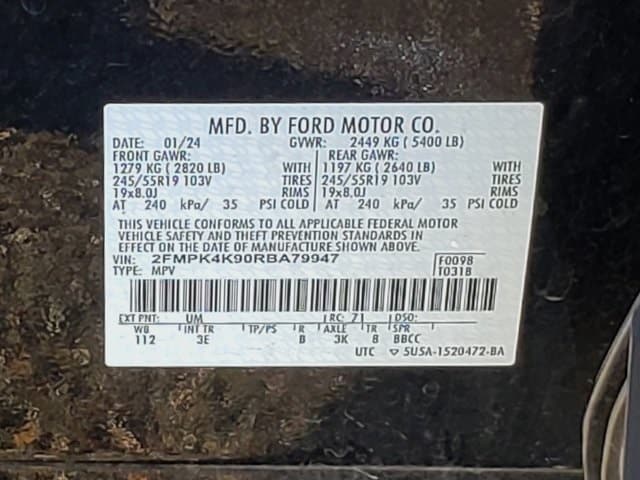 MFD. BY FORD MOTOR CO.
DATE: 01/24 GVWR: 2449 KG ( 5400 LB)
FRONT GAWR: REAR GAWR:
1279 KG ( 2820 LB) WITH 1197 KG ( 2640 LB) WITH
245/55R19 103V TIRES 245/55R19 103V TIRES
19x8.0J RIMS 19x8.0J RIMS
AT 240 kPa/ 35 PSI COLD AT 240 kPa/ 35 PSI COLD
THIS VEHICLE CONFORMS TO ALL APPLICABLE FEDERAL MOTOR
VEHICLE SAFETY AND THEFT PREVENTION STANDARDS IN
EFFECT ON THE DATE OF MANUFACTURE SHOWN ABOVE.
VIN: 2FMPK4K90RBA79947 F0098
TYPE: MPV T0318
EXT PNT: UM RC: 71 DSO:
WB INT TR TP/PS R AXLE TR SPR
112 3E B 3K 8 BBCC
UTC ▽ 5USA-1520472-BA